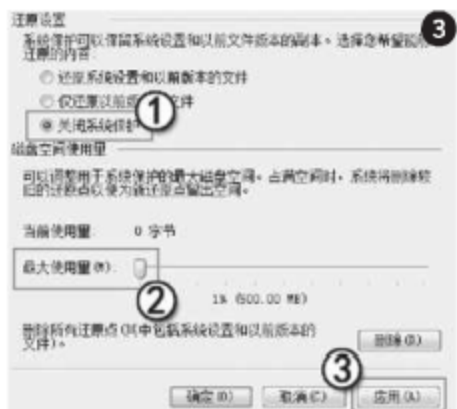 还原设置
3
系统保护可以保留系统设置和以前文件版本的副本。选择您希望能够
还原的内容:
还原系统设置和以前版本的文件
1
仅还原以前 文件
关闭系统保护
磁盘空间使用量
可以调整用于系统保护的最大磁盘空间。占满空间时,系统将删除较
旧的还原点以便为新还原点留出空间。
当前使用量: 0 字节
最大使用量(M):
2
1% (600.00 MB)
删除所有还原点(其中包括系统设置和以前版本的
文件)。
删除(D)
3
确定(O) 取消(C) 应用(A)